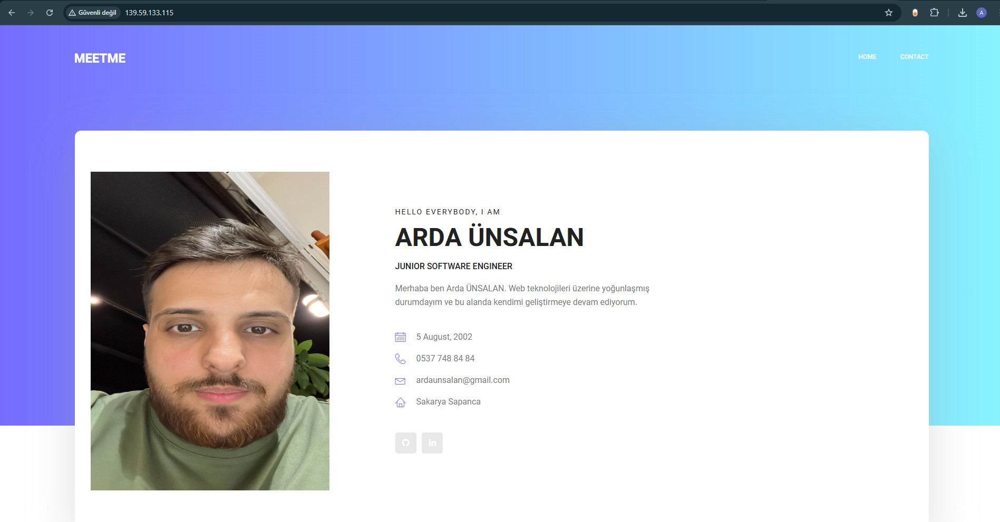 Güvenli değil 139.59.133.115
A
MEETME
HOME CONTACT
HELLO EVERYBODY, I AM
ARDA ÜNSALAN
JUNIOR SOFTWARE ENGINEER
Merhaba ben Arda ÜNSALAN. Web teknolojileri üzerine yoğunlaşmış
durumdayım ve bu alanda kendimi geliştirmeye devam ediyorum.
5 August, 2002
0537 748 84 84
ardaunsalan@gmail.com
Sakarya Sapanca
in